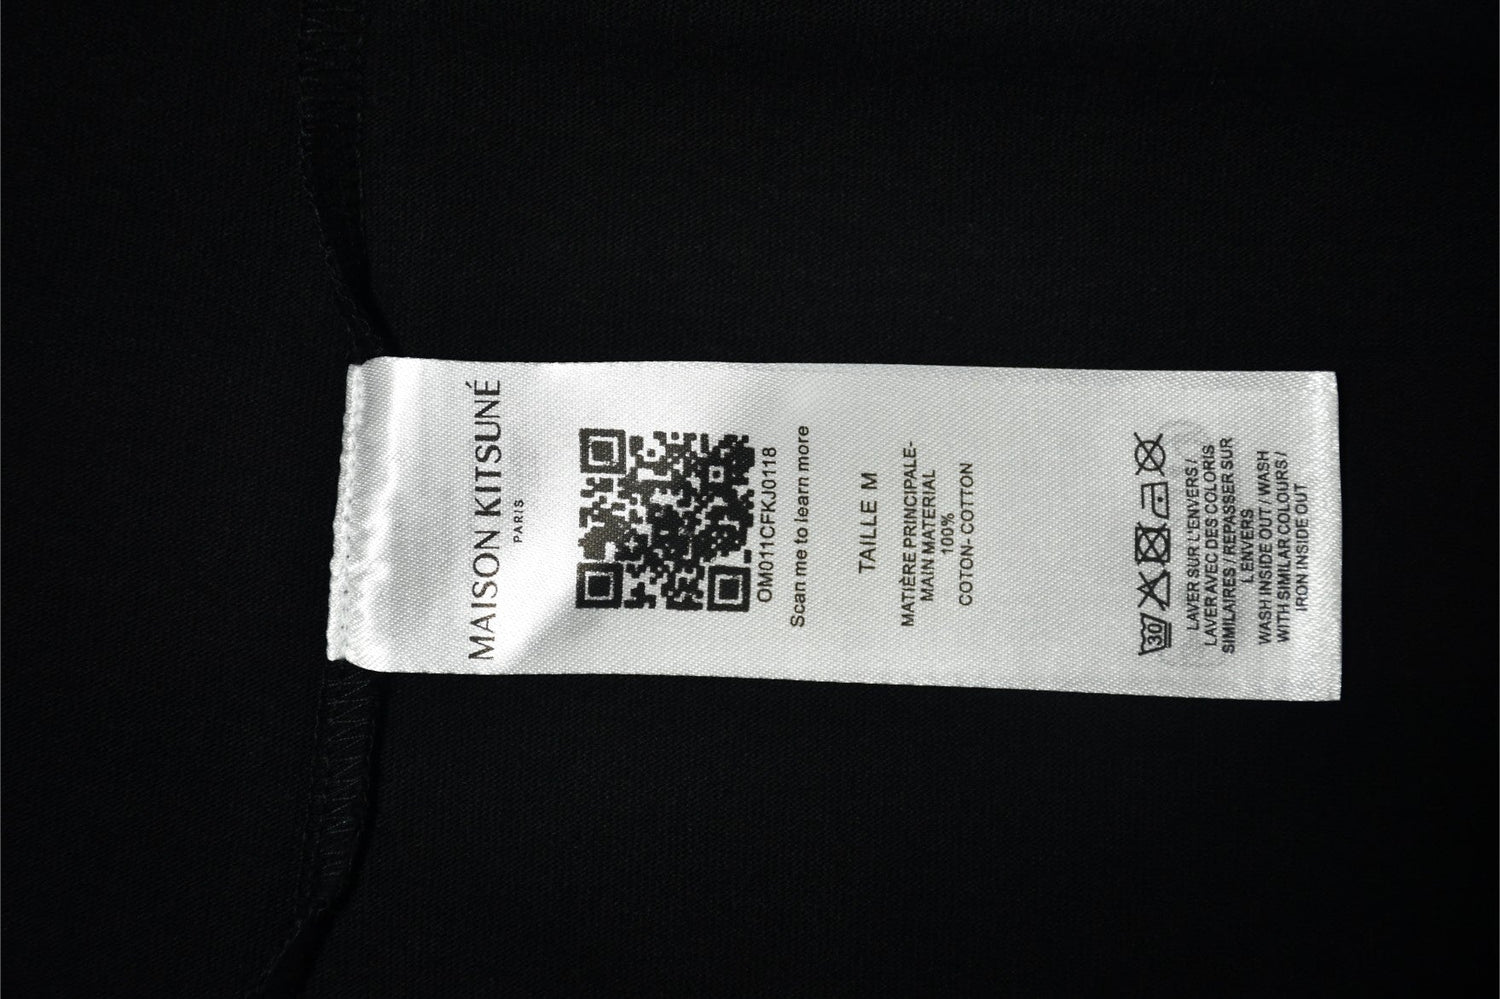 MAISON KITSUNÉ
PARIS
OM011CFKJ0118
Scan me to learn more
TAILLE M
MATIÈRE PRINCIPALE-
MAIN MATERIAL
100%
COTON- COTTON
30
LAVER SUR L'ENVERS /
LAVER AVEC DES COLORIS
SIMILAIRES / REPASSER SUR
L'ENVERS
WASH INSIDE OUT / WASH
WITH SIMILAR COLOURS /
IRON INSIDE OUT